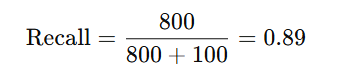 Recall = 800 / (800 + 100) = 0.89